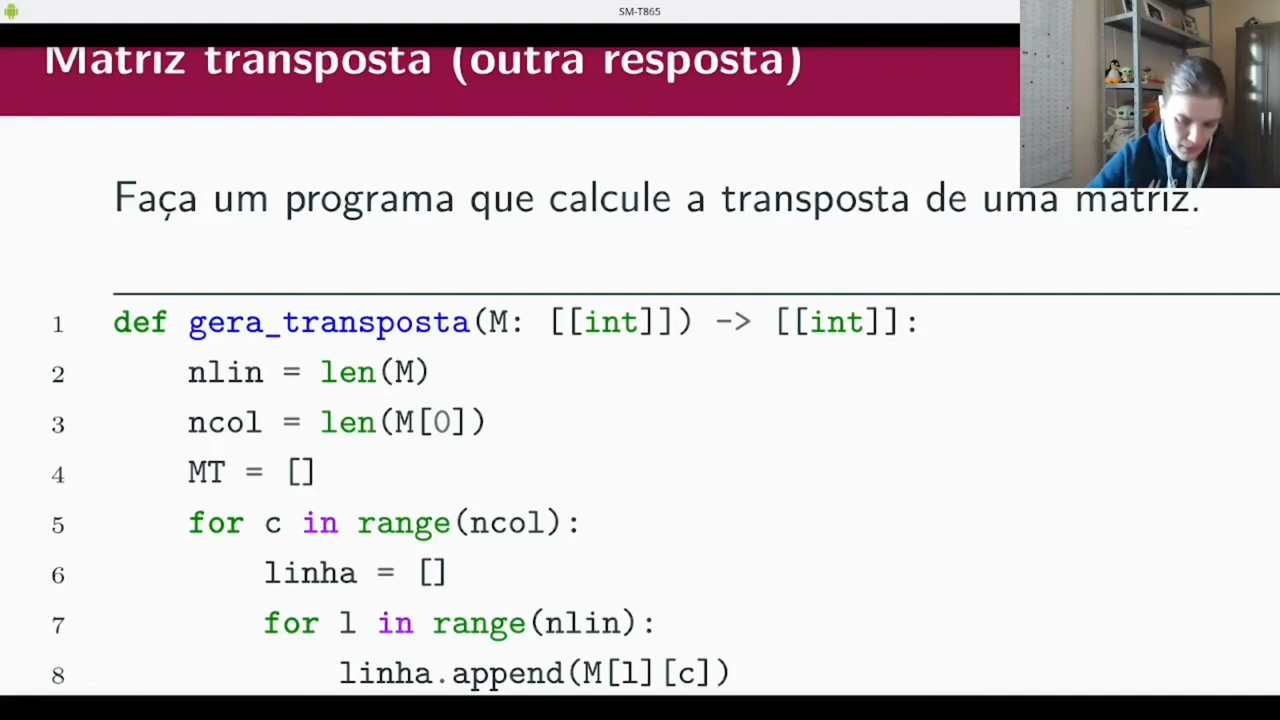 SM-T865
Matriz transposta (outra resposta)
Faça um programa que calcule a transposta de uma matriz.
1 def gera_transposta(M: [[int]]) -> [[int]]:
2 nlin = len(M)
3 ncol = len(M[0])
4 MT = []
5 for c in range(ncol):
6 linha = []
7 for l in range(nlin):
8 linha.append(M[l][c])